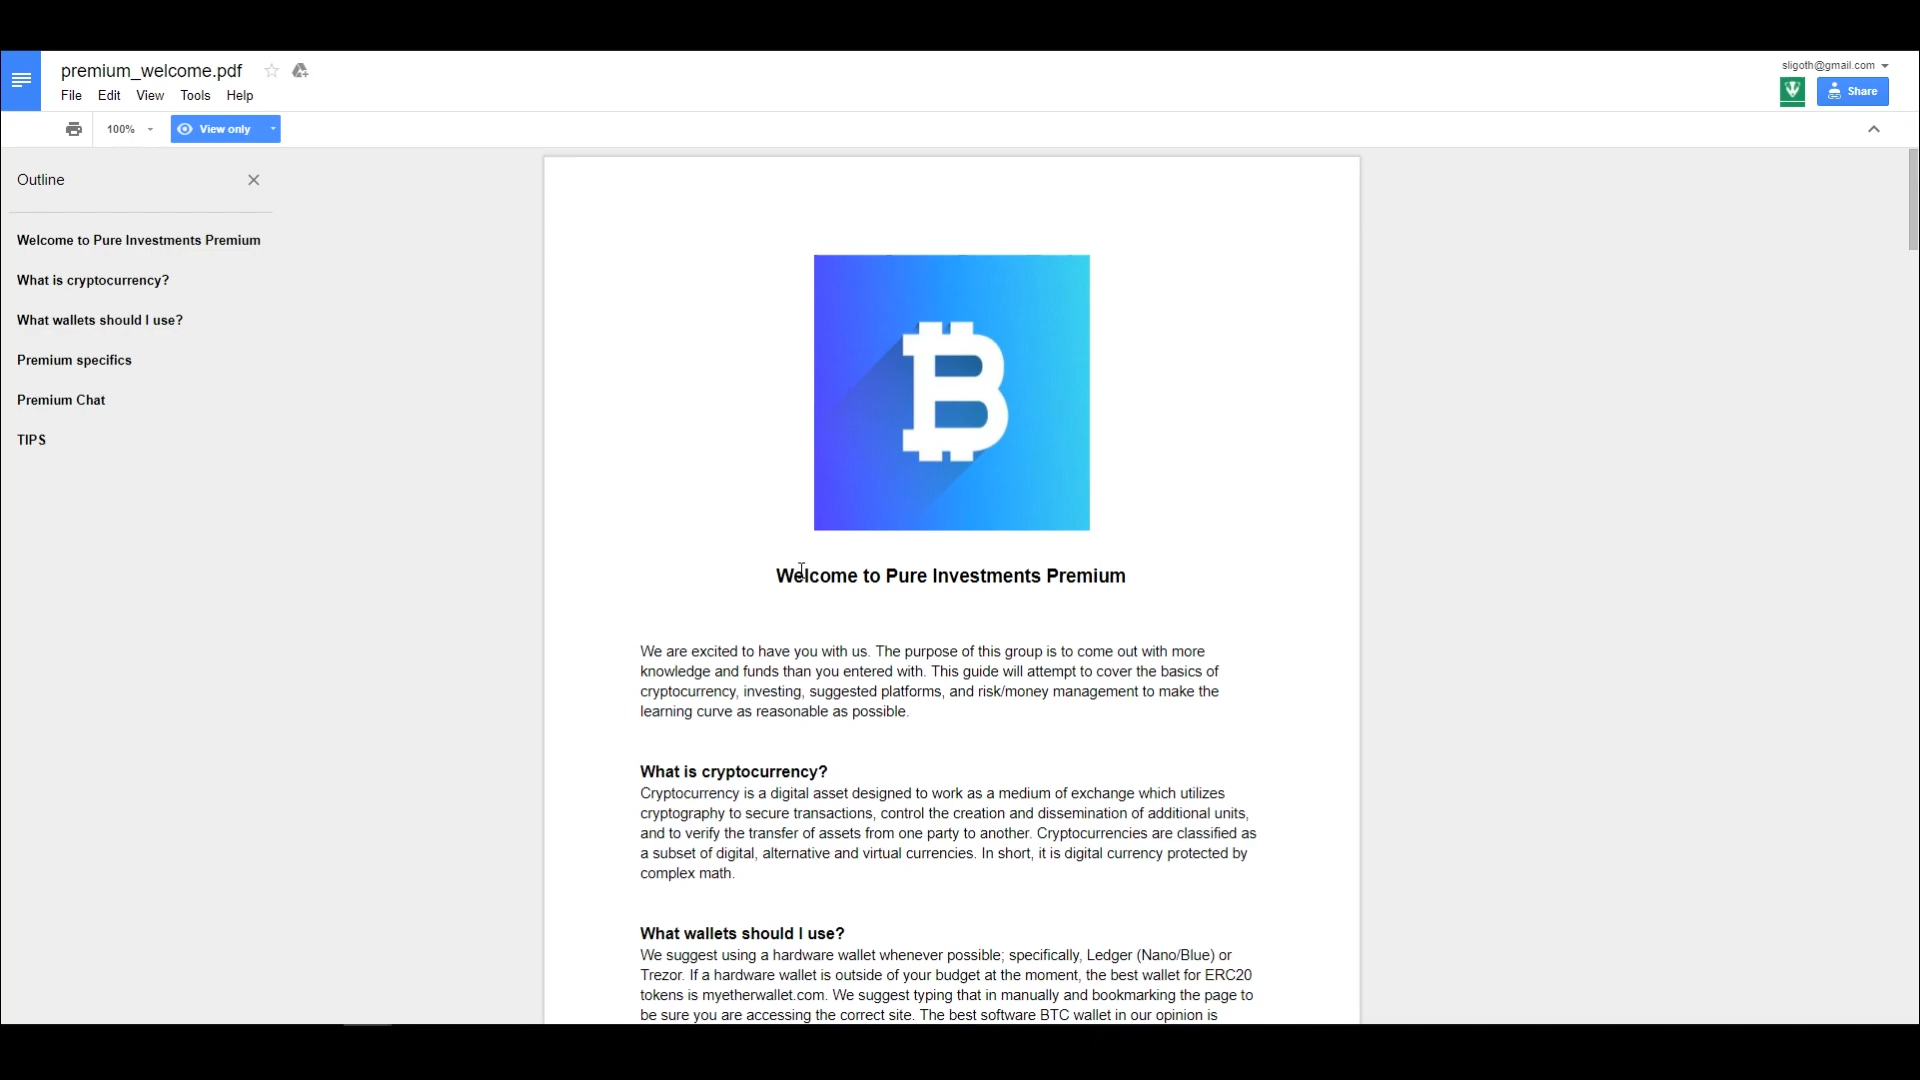 premium_welcome.pdf
sligoth@gmail.com
File Edit View Tools Help
Share
100%
View only
Outline
Welcome to Pure Investments Premium
What is cryptocurrency?
What wallets should I use?
Premium specifics
Premium Chat
TIPS
Welcome to Pure Investments Premium
We are excited to have you with us. The purpose of this group is to come out with more
knowledge and funds than you entered with. This guide will attempt to cover the basics of
cryptocurrency, investing, suggested platforms, and risk/money management to make the
learning curve as reasonable as possible.
What is cryptocurrency?
Cryptocurrency is a digital asset designed to work as a medium of exchange which utilizes
cryptography to secure transactions, control the creation and dissemination of additional units,
and to verify the transfer of assets from one party to another. Cryptocurrencies are classified as
a subset of digital, alternative and virtual currencies. In short, it is digital currency protected by
complex math.
What wallets should I use?
We suggest using a hardware wallet whenever possible; specifically, Ledger (Nano/Blue) or
Trezor. If a hardware wallet is outside of your budget at the moment, the best wallet for ERC20
tokens is myetherwallet.com. We suggest typing that in manually and bookmarking the page to
be sure you are accessing the correct site. The best software BTC wallet in our opinion is